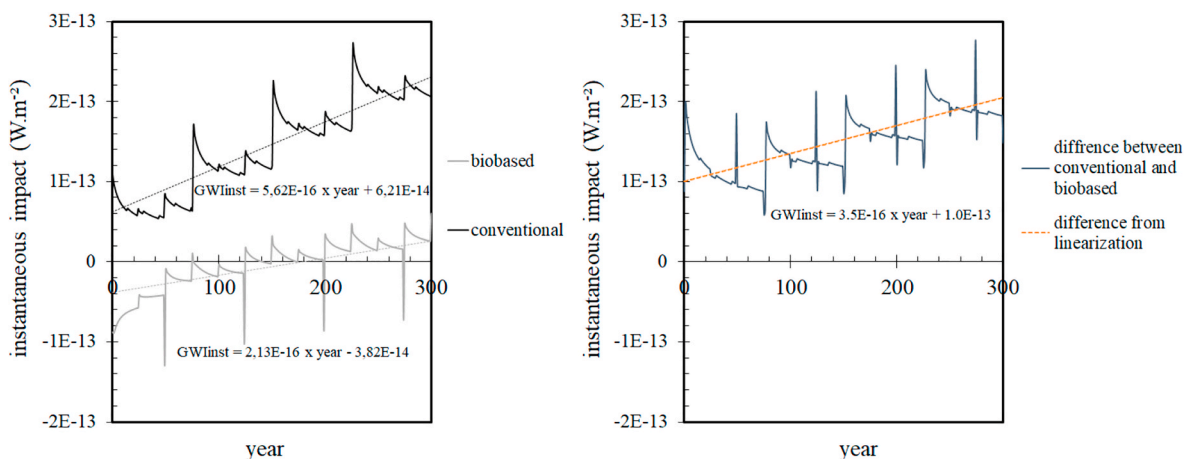 3E-13
2E-13
1E-13
0
-1E-13
-2E-13
instantaneous impact (W.m⁻²)
0
100
200
300
year
GWIinst = 5,62E-16 x year + 6,21E-14
GWIinst = 2,13E-16 x year - 3,82E-14
biobased
conventional
3E-13
2E-13
1E-13
0
-1E-13
-2E-13
instantaneous impact (W.m⁻²)
0
100
200
300
year
GWIinst = 3.5E-16 x year + 1.0E-13
diffrence between
conventional and
biobased
difference from
linearization